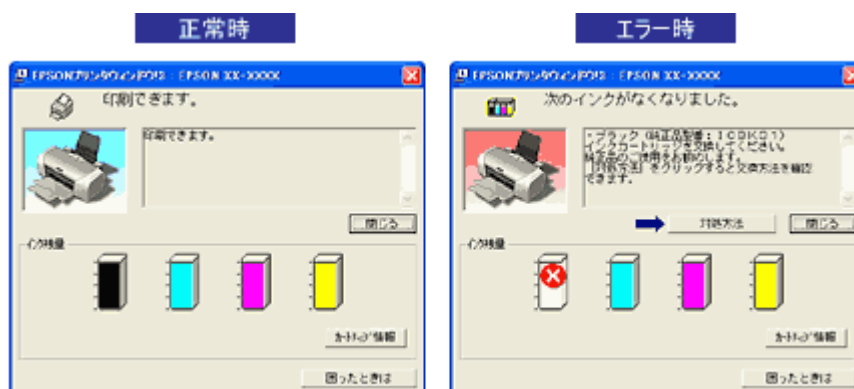 正常時
エラー時
EPSONプリンタウィンドウ!3 : EPSON XX-XXXX
印刷できます。
印刷できます。
閉じる
インク残量
カートリッジ情報
困ったときは
EPSONプリンタウィンドウ!3 : EPSON XX-XXXX
次のインクがなくなりました。
・ブラック（純正品型番：ICBK01）
インクカートリッジを交換してください。
純正品のご使用をお勧めします。
[対処方法] をクリックすると交換方法を確認
できます。
対処方法
閉じる
インク残量
カートリッジ情報
困ったときは